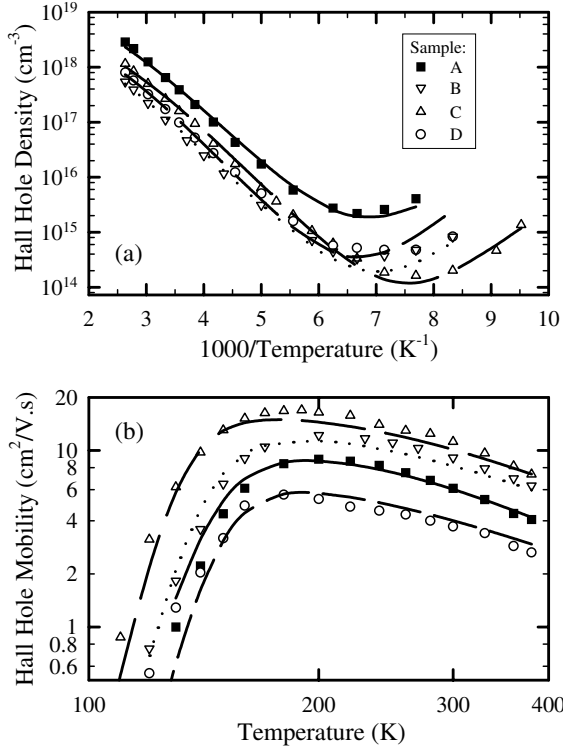 10^19
10^18
10^17
10^16
10^15
10^14
Hall Hole Density (cm^-3)
Sample:
A
B
C
D
(a)
2 3 4 5 6 7 8 9 10
1000/Temperature (K^-1)
20
10
8
6
4
2
1
0.8
0.6
Hall Hole Mobility (cm^2/V.s)
(b)
100 200 300 400
Temperature (K)